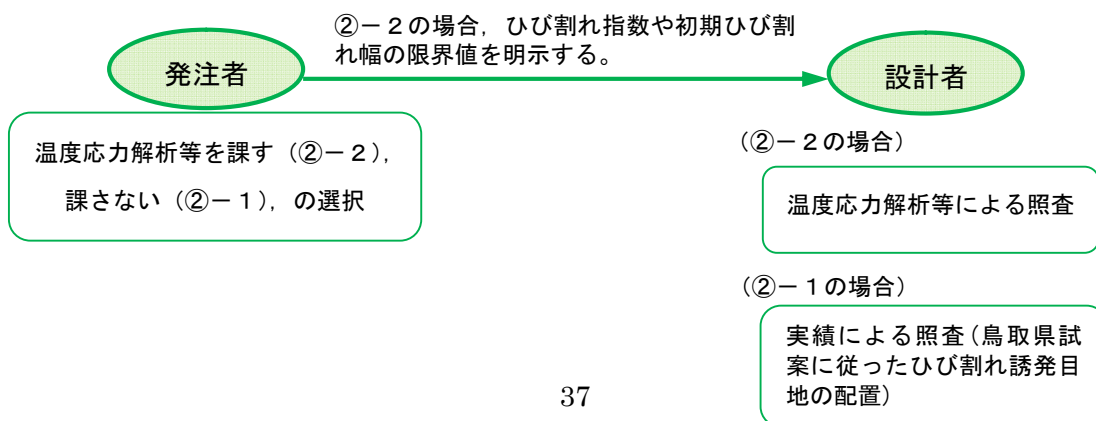 ②-2の場合，ひび割れ指数や初期ひび割
れ幅の限界値を明示する。
発注者
設計者
温度応力解析等を課す（②-2），
課さない（②-1），の選択
（②-2の場合）
温度応力解析等による照査
（②-1の場合）
実績による照査（鳥取県試
案に従ったひび割れ誘発目
地の配置）
37